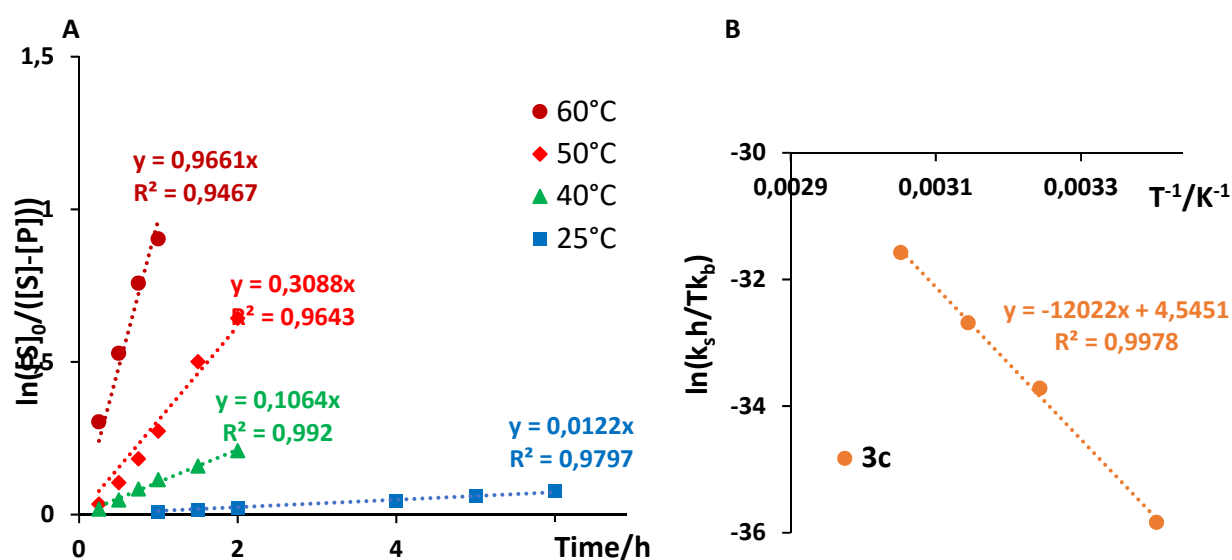 A
ln([S]₀/([S]-[P]))
1,5
1
0,5
0
0
2
4
Time/h
60°C
50°C
40°C
25°C
y = 0,9661x
R² = 0,9467
y = 0,3088x
R² = 0,9643
y = 0,1064x
R² = 0,992
y = 0,0122x
R² = 0,9797
B
ln(kₛh/Tk_b)
-30
-32
-34
-36
0,0029
0,0031
0,0033
T⁻¹/K⁻¹
y = -12022x + 4,5451
R² = 0,9978
3c